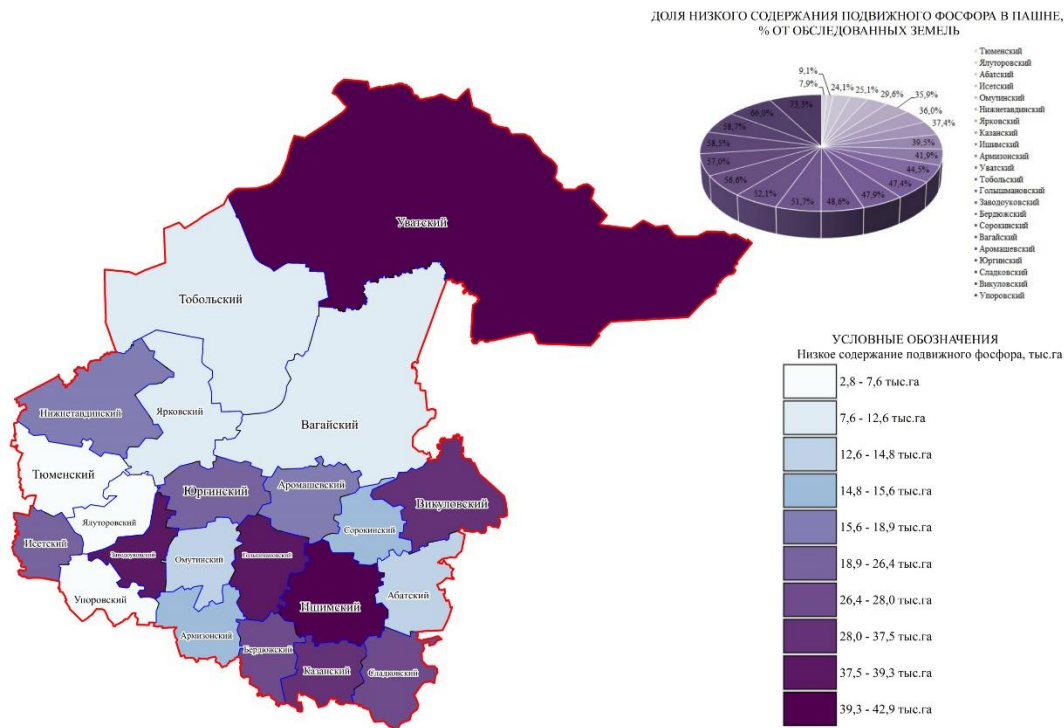 ДОЛЯ НИЗКОГО СОДЕРЖАНИЯ ПОДВИЖНОГО ФОСФОРА В ПАШНЕ,
% ОТ ОБСЛЕДОВАННЫХ ЗЕМЕЛЬ
9,1%
7,9%
24,1%
25,1%
29,6%
35,9%
36,0%
37,4%
39,5%
41,9%
44,5%
47,4%
47,9%
48,6%
51,7%
52,1%
56,6%
57,0%
58,5%
58,7%
66,0%
73,3%
Тюменский
Ялуторовский
Абатский
Исетский
Омутинский
Нижнетавдинский
Ярковский
Казанский
Ишимский
Армизонский
Уватский
Тобольский
Голышмановский
Заводоуковский
Бердюжский
Сорокинский
Вагайский
Аромашевский
Юргинский
Сладковский
Викуловский
Упоровский
Уватский
Тобольский
Нижнетавдинский
Ярковский
Вагайский
Тюменский
Юргинский
Аромашевский
Викуловский
Ялуторовский
Сорокинский
Исетский
Заводоуковский
Омутинский
Голышмановский
Упоровский
Ишимский
Абатский
Армизонский
Бердюжский
Казанский
Сладковский
УСЛОВНЫЕ ОБОЗНАЧЕНИЯ
Низкое содержание подвижного фосфора, тыс.га
2,8 - 7,6 тыс.га
7,6 - 12,6 тыс.га
12,6 - 14,8 тыс.га
14,8 - 15,6 тыс.га
15,6 - 18,9 тыс.га
18,9 - 26,4 тыс.га
26,4 - 28,0 тыс.га
28,0 - 37,5 тыс.га
37,5 - 39,3 тыс.га
39,3 - 42,9 тыс.га